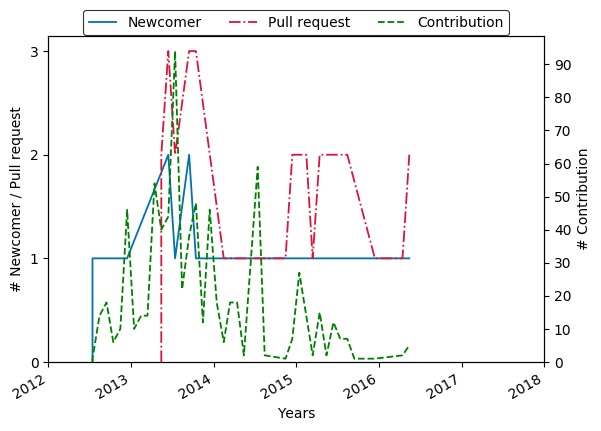 Newcomer Pull request Contribution
3
2
1
0
# Newcomer / Pull request
90
80
70
60
50
40
30
20
10
0
# Contribution
2012 2013 2014 2015 2016 2017 2018
Years